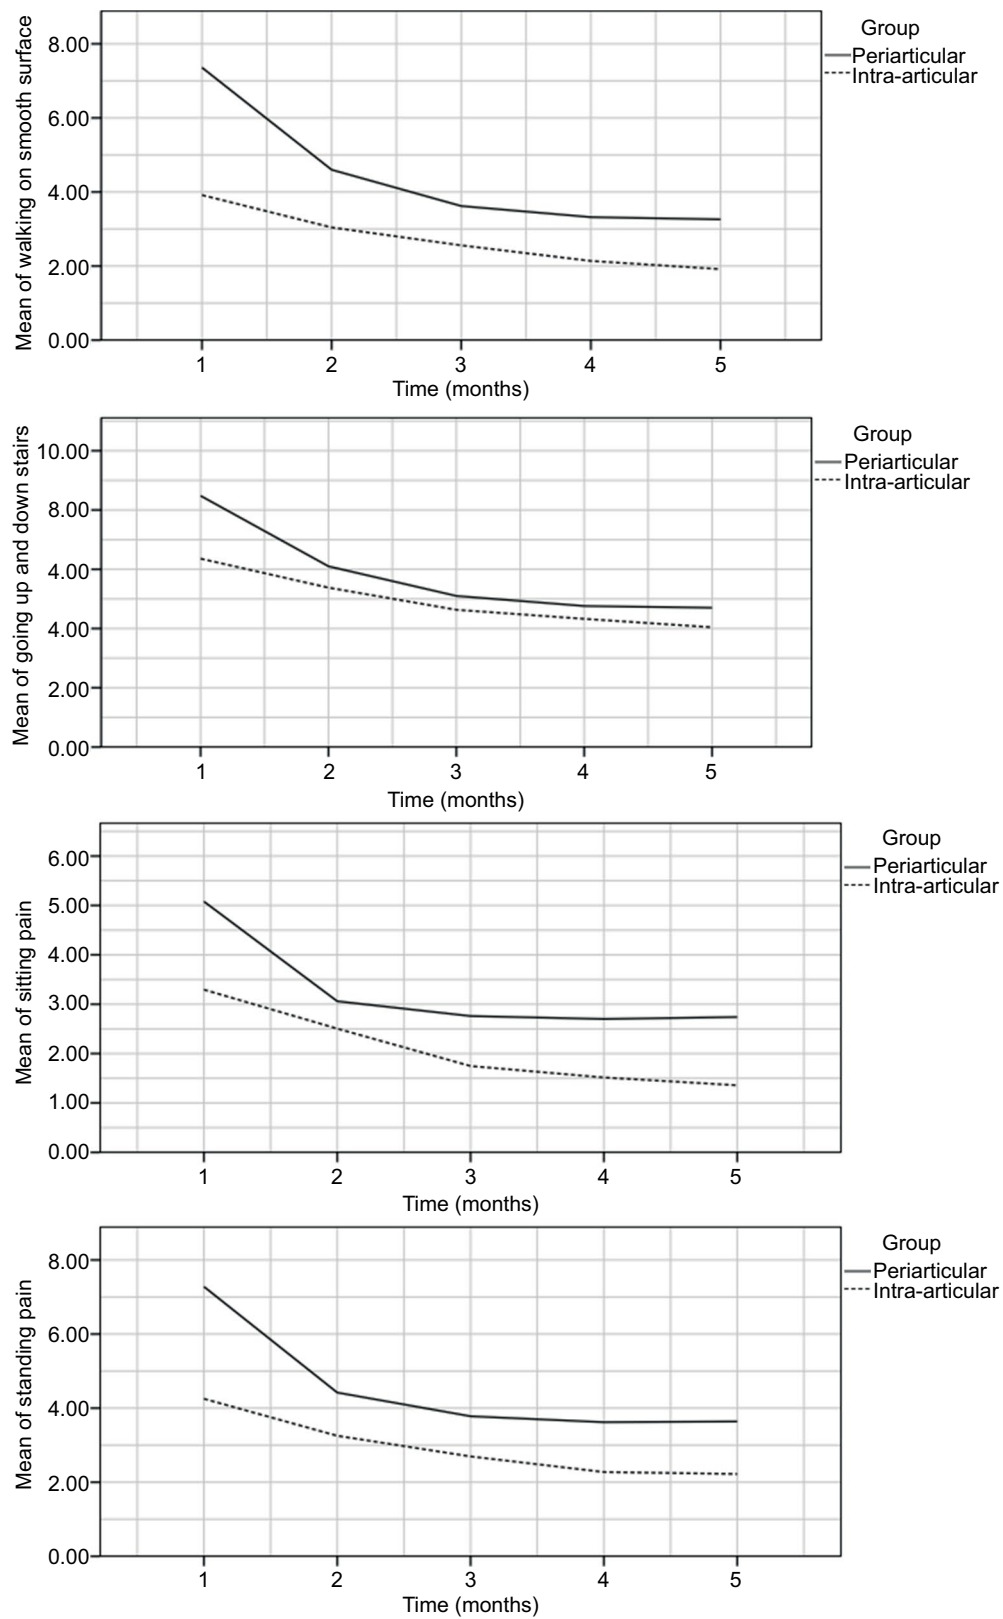 Mean of walking on smooth surface
8.00
6.00
4.00
2.00
0.00
1 2 3 4 5
Time (months)
Group
Periarticular
Intra-articular
Mean of going up and down stairs
10.00
8.00
4.00
4.00
2.00
0.00
1 2 3 4 5
Time (months)
Group
Periarticular
Intra-articular
Mean of sitting pain
6.00
5.00
4.00
3.00
2.00
1.00
0.00
1 2 3 4 5
Time (months)
Group
Periarticular
Intra-articular
Mean of standing pain
8.00
6.00
4.00
2.00
0.00
1 2 3 4 5
Time (months)
Group
Periarticular
Intra-articular